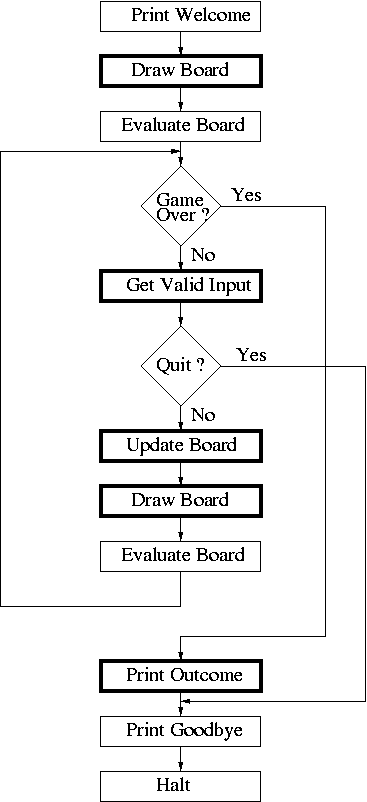 Print Welcome
Draw Board
Evaluate Board
Game
Over ?
Yes
No
Get Valid Input
Quit ?
Yes
No
Update Board
Draw Board
Evaluate Board
Print Outcome
Print Goodbye
Halt